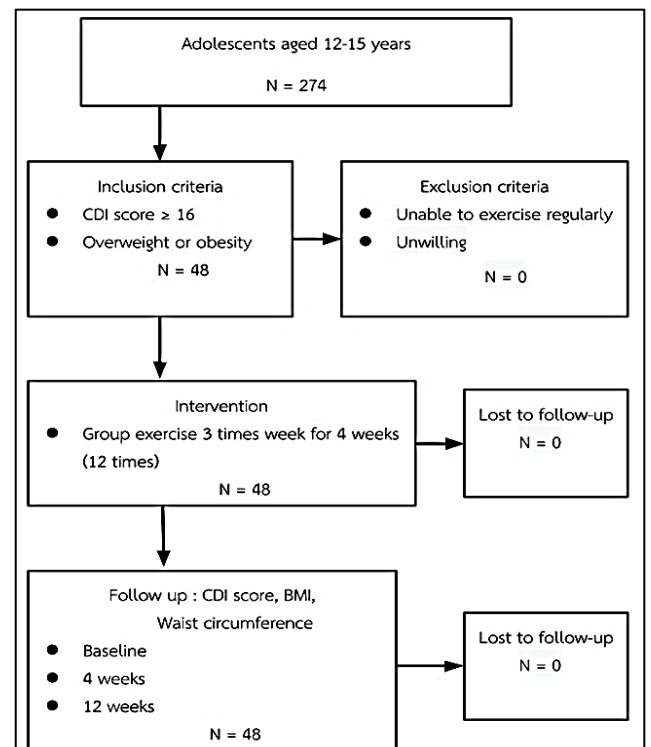 Adolescents aged 12-15 years
N = 274
Inclusion criteria
● CDI score ≥ 16
● Overweight or obesity
N = 48
Exclusion criteria
● Unable to exercise regularly
● Unwilling
N = 0
Intervention
● Group exercise 3 times week for 4 weeks
(12 times)
N = 48
Lost to follow-up
N = 0
Follow up : CDI score, BMI,
Waist circumference
● Baseline
● 4 weeks
● 12 weeks
N = 48
Lost to follow-up
N = 0